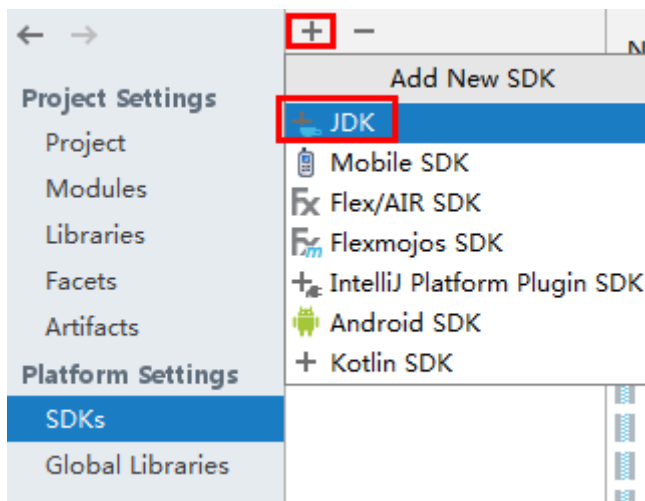 Project Settings
Project
Modules
Libraries
Facets
Artifacts
Platform Settings
SDKs
Global Libraries
Add New SDK
JDK
Mobile SDK
Flex/AIR SDK
Flexmojos SDK
IntelliJ Platform Plugin SDK
Android SDK
Kotlin SDK